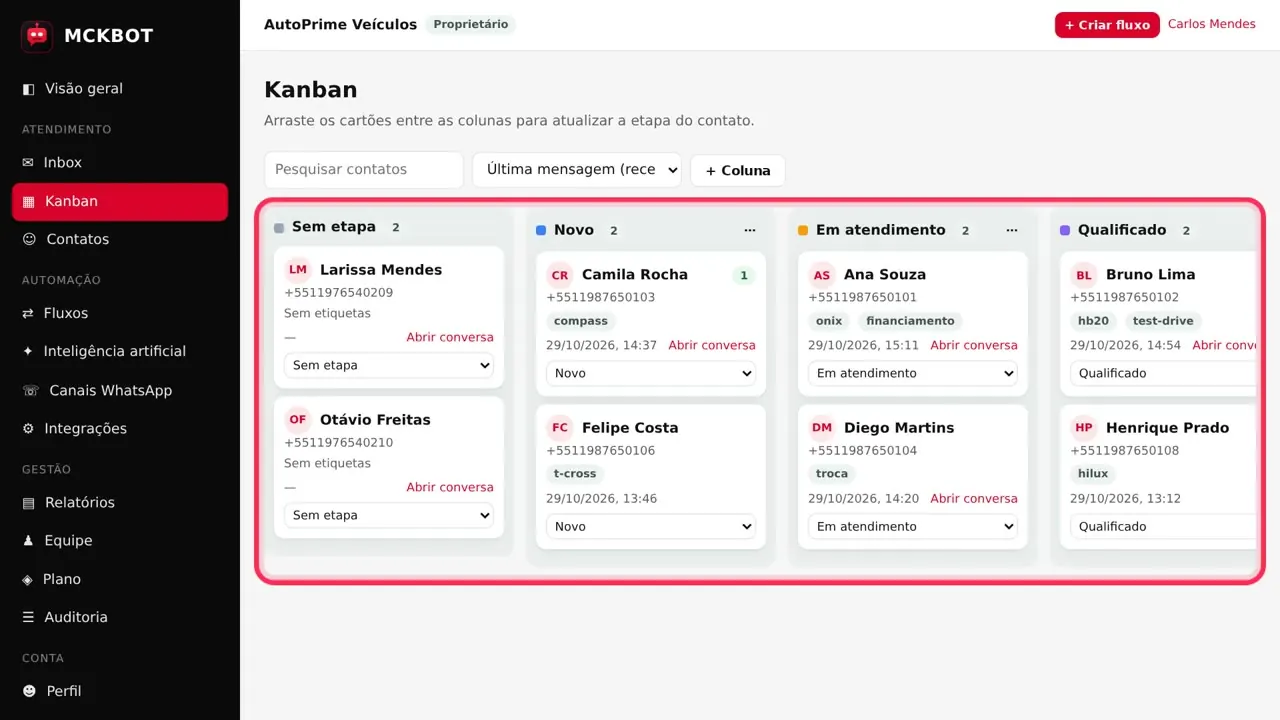 MCKBOT
Visão geral
ATENDIMENTO
Inbox
Kanban
Contatos
AUTOMAÇÃO
Fluxos
Inteligência artificial
Canais WhatsApp
Integrações
GESTÃO
Relatórios
Equipe
Plano
Auditoria
CONTA
Perfil
AutoPrime Veículos Proprietário
+ Criar fluxo Carlos Mendes
Kanban
Arraste os cartões entre as colunas para atualizar a etapa do contato.
Pesquisar contatos Última mensagem (rece + Coluna
Sem etapa 2
LM Larissa Mendes
+5511976540209
Sem etiquetas
— Abrir conversa
Sem etapa
OF Otávio Freitas
+5511976540210
Sem etiquetas
— Abrir conversa
Sem etapa
Novo 2 ...
CR Camila Rocha 1
+5511987650103
compass
29/10/2026, 14:37 Abrir conversa
Novo
FC Felipe Costa
+5511987650106
t-cross
29/10/2026, 13:46
Novo
Em atendimento 2 ...
AS Ana Souza
+5511987650101
onix financiamento
29/10/2026, 15:11 Abrir conversa
Em atendimento
DM Diego Martins
+5511987650104
troca
29/10/2026, 14:20 Abrir conversa
Em atendimento
Qualificado 2
BL Bruno Lima
+5511987650102
hb20 test-drive
29/10/2026, 14:54 Abrir conve
Qualificado
HP Henrique Prado
+5511987650108
hilux
29/10/2026, 13:12
Qualificado